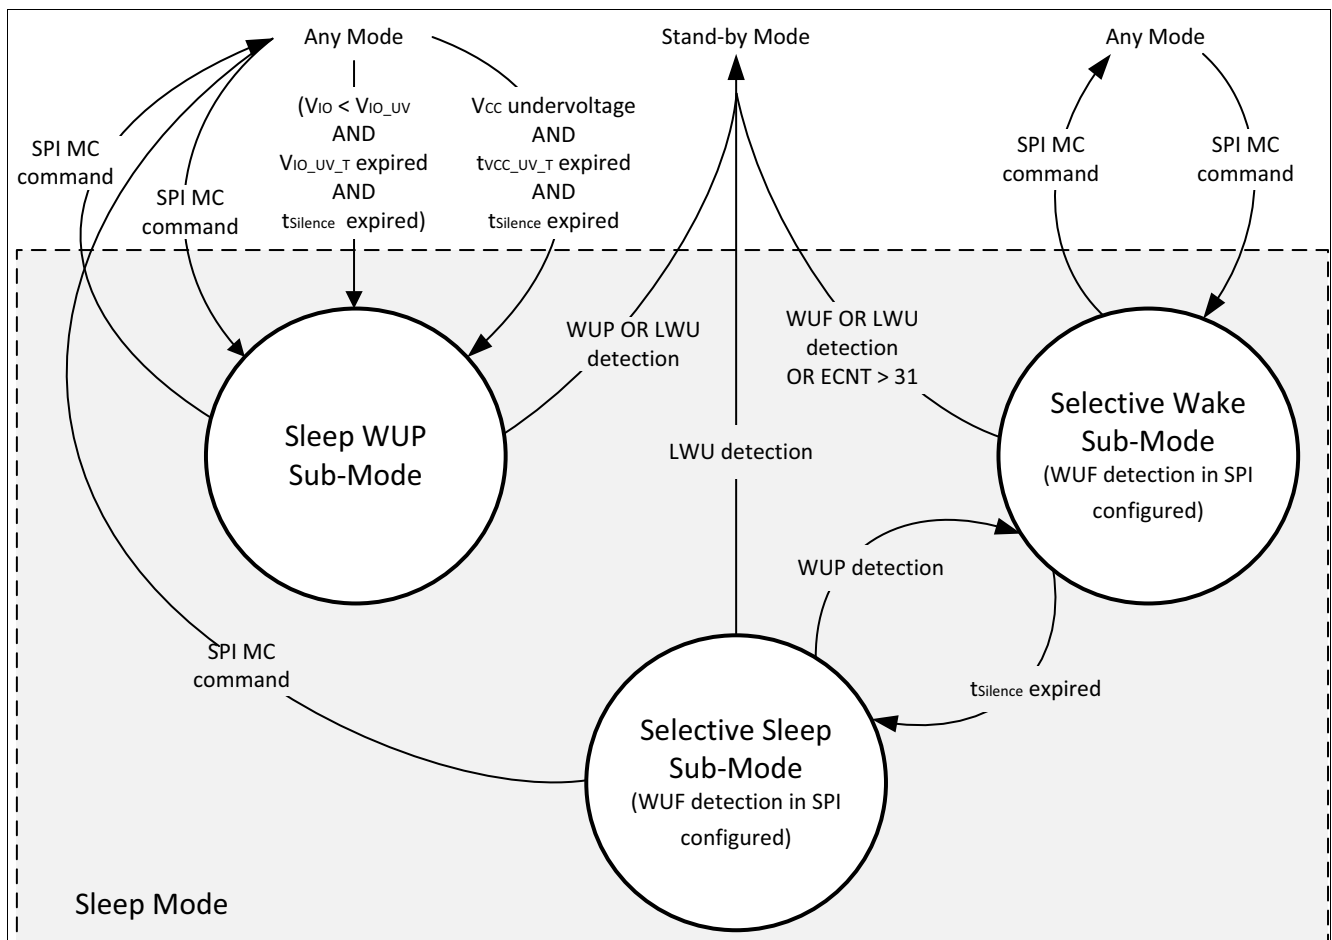 Any Mode
Stand-by Mode
Any Mode
(VIO < VIO_UV
AND
VIO_UV_T expired
AND
tSilence expired)
VCC undervoltage
AND
tVCC_UV_T expired
AND
tSilence expired
SPI MC
command
SPI MC
command
SPI MC
command
SPI MC
command
WUP OR LWU
detection
WUF OR LWU
detection
OR ECNT > 31
Sleep WUP
Sub-Mode
LWU detection
Selective Wake
Sub-Mode
(WUF detection in SPI
configured)
WUP detection
SPI MC
command
tSilence expired
Selective Sleep
Sub-Mode
(WUF detection in SPI
configured)
Sleep Mode